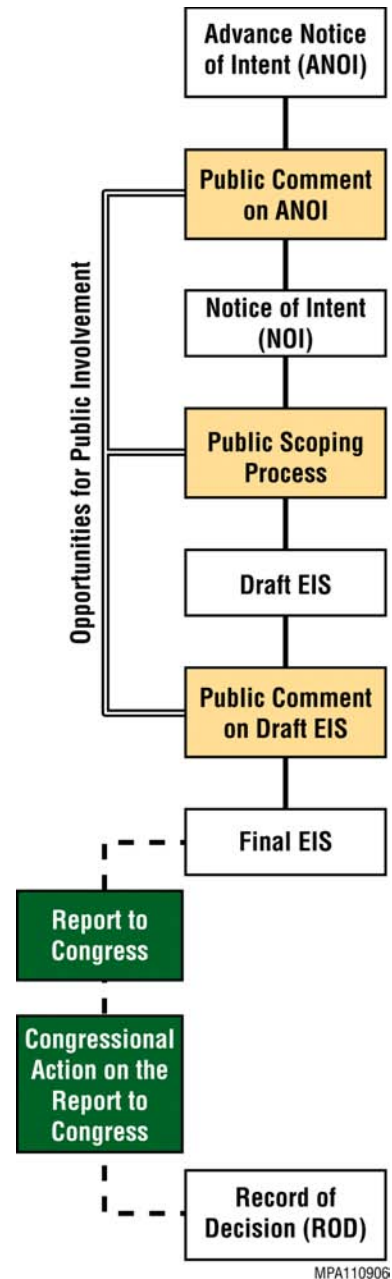 Advance Notice
of Intent (ANOI)
Public Comment
on ANOI
Notice of Intent
(NOI)
Opportunities for Public Involvement
Public Scoping
Process
Draft EIS
Public Comment
on Draft EIS
Final EIS
Report to
Congress
Congressional
Action on the
Report to
Congress
Record of
Decision (ROD)
MPA110906